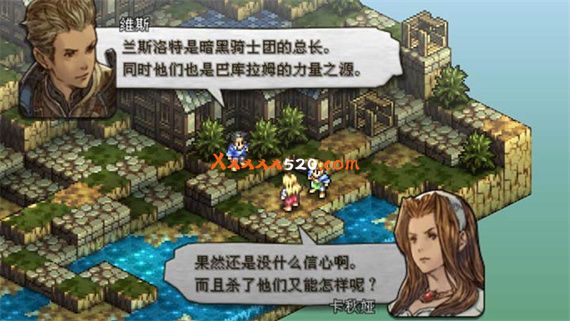 维斯
兰斯洛特是暗黑骑士团的总长。
同时他们也是巴库拉姆的力量之源。
Xunan520.com
果然还是没什么信心啊。
而且杀了他们又能怎样呢？
卡秋娅